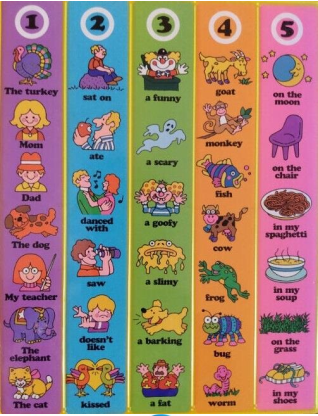 1
The turkey
Mom
Dad
The dog
My teacher
The
elephant
The cat
2
sat on
ate
danced
with
saw
doesn't
like
kissed
3
a funny
a scary
a goofy
a slimy
a barking
a fat
4
goat
monkey
fish
cow
frog
bug
worm
5
on the
moon
on the
chair
in my
spaghetti
in my
soup
on the
grass
in my
shoes